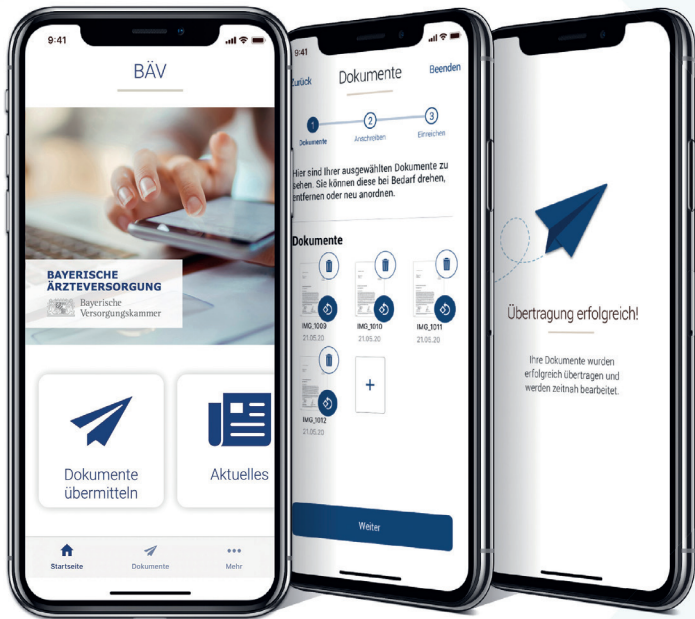 9:41
BÄV
BAYERISCHE
ÄRZTEVERSORGUNG
Bayerische
Versorgungskammer
Dokumente
übermitteln
Aktuelles
Startseite
Dokumente
Mehr
9:41
Zurück
Dokumente
Beenden
1
2
3
Dokumente
Anschreiben
Einreichen
Hier sind Ihrer ausgewählten Dokumente zu
sehen. Sie können diese bei Bedarf drehen,
entfernen oder neu anordnen.
Dokumente
IMG_1009
21.05.20
IMG_1010
21.05.20
IMG_1011
21.05.20
IMG_1012
21.05.20
+
Weiter
Übertragung erfolgreich!
Ihre Dokumente wurden
erfolgreich übertragen und
werden zeitnah bearbeitet.